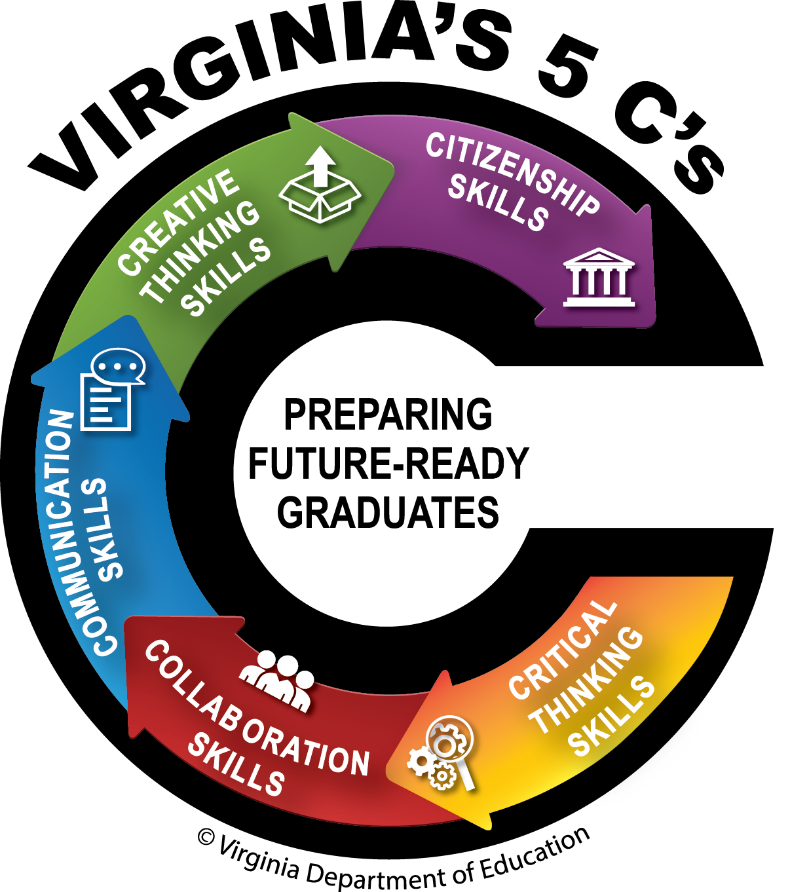 VIRGINIA'S 5 C's
CITIZENSHIP
SKILLS
CREATIVE
THINKING
SKILLS
COMMUNICATION
SKILLS
COLLABORATION
SKILLS
CRITICAL
THINKING
SKILLS
PREPARING
FUTURE-READY
GRADUATES
© Virginia Department of Education